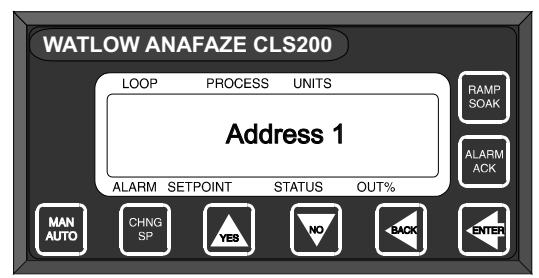 WATLOW ANAFAZE CLS200
LOOP PROCESS UNITS
Address 1
ALARM SETPOINT STATUS OUT%
RAMP
SOAK
ALARM
ACK
MAN
AUTO
CHNG
SP
YES
NO
BACK
ENTER